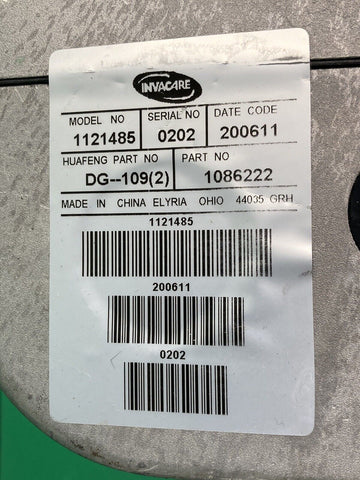 INVACARE
MODEL NO SERIAL NO DATE CODE
1121485 0202 200611
HUAFENG PART NO PART NO
DG--109(2) 1086222
MADE IN CHINA ELYRIA OHIO 44035 GRH
1121485
200611
0202